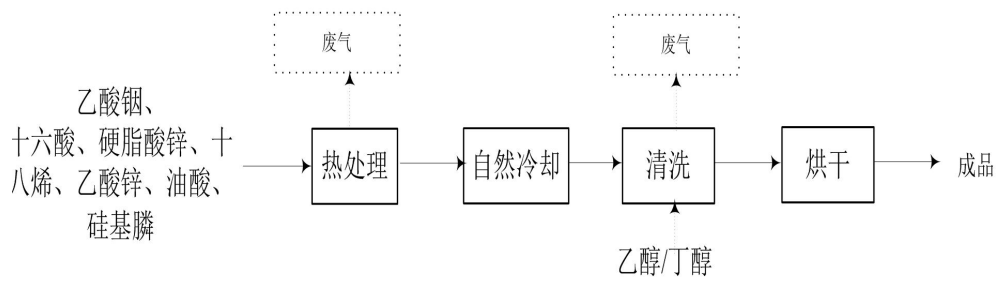 废气
废气
乙酸铟、
十六酸、硬脂酸锌、十
八烯、乙酸锌、油酸、
硅基膦
热处理
自然冷却
清洗
烘干
成品
乙醇/丁醇